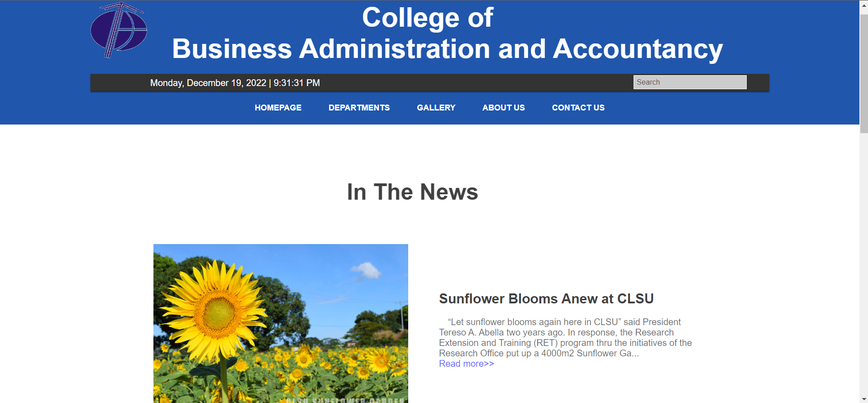 College of
Business Administration and Accountancy
Monday, December 19, 2022 | 9:31:31 PM
Search
HOMEPAGE DEPARTMENTS GALLERY ABOUT US CONTACT US
In The News
Sunflower Blooms Anew at CLSU
“Let sunflower blooms again here in CLSU” said President
Tereso A. Abella two years ago. In response, the Research
Extension and Training (RET) program thru the initiatives of the
Research Office put up a 4000m2 Sunflower Ga...
Read more>>